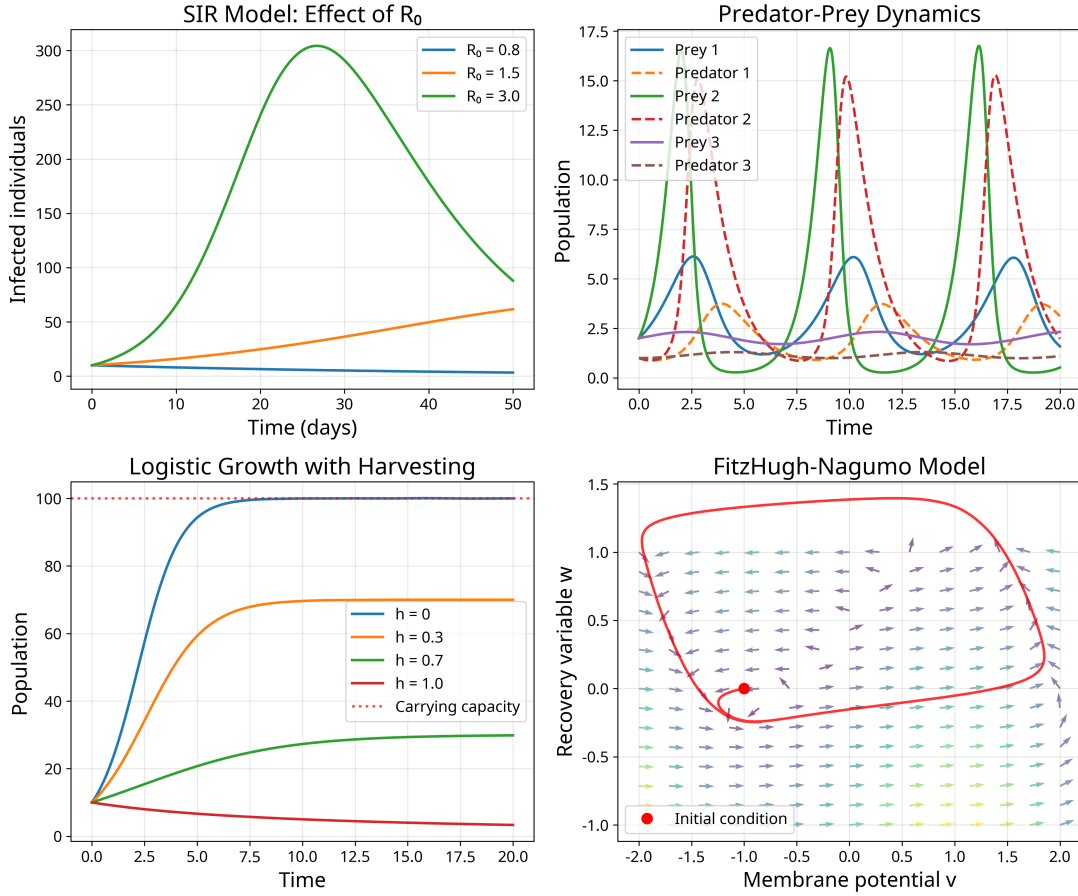 SIR Model: Effect of R₀
Infected individuals
300
250
200
150
100
50
0
0 10 20 30 40 50
Time (days)
R₀ = 0.8
R₀ = 1.5
R₀ = 3.0
Predator-Prey Dynamics
Population
17.5
15.0
12.5
10.0
7.5
5.0
2.5
0.0
0.0 2.5 5.0 7.5 10.0 12.5 15.0 17.5 20.0
Time
Prey 1
Predator 1
Prey 2
Predator 2
Prey 3
Predator 3
Logistic Growth with Harvesting
Population
100
80
60
40
20
0
0.0 2.5 5.0 7.5 10.0 12.5 15.0 17.5 20.0
Time
h = 0
h = 0.3
h = 0.7
h = 1.0
Carrying capacity
FitzHugh-Nagumo Model
Recovery variable w
1.5
1.0
0.5
0.0
-0.5
-1.0
-2.0 -1.5 -1.0 -0.5 0.0 0.5 1.0 1.5 2.0
Membrane potential v
Initial condition